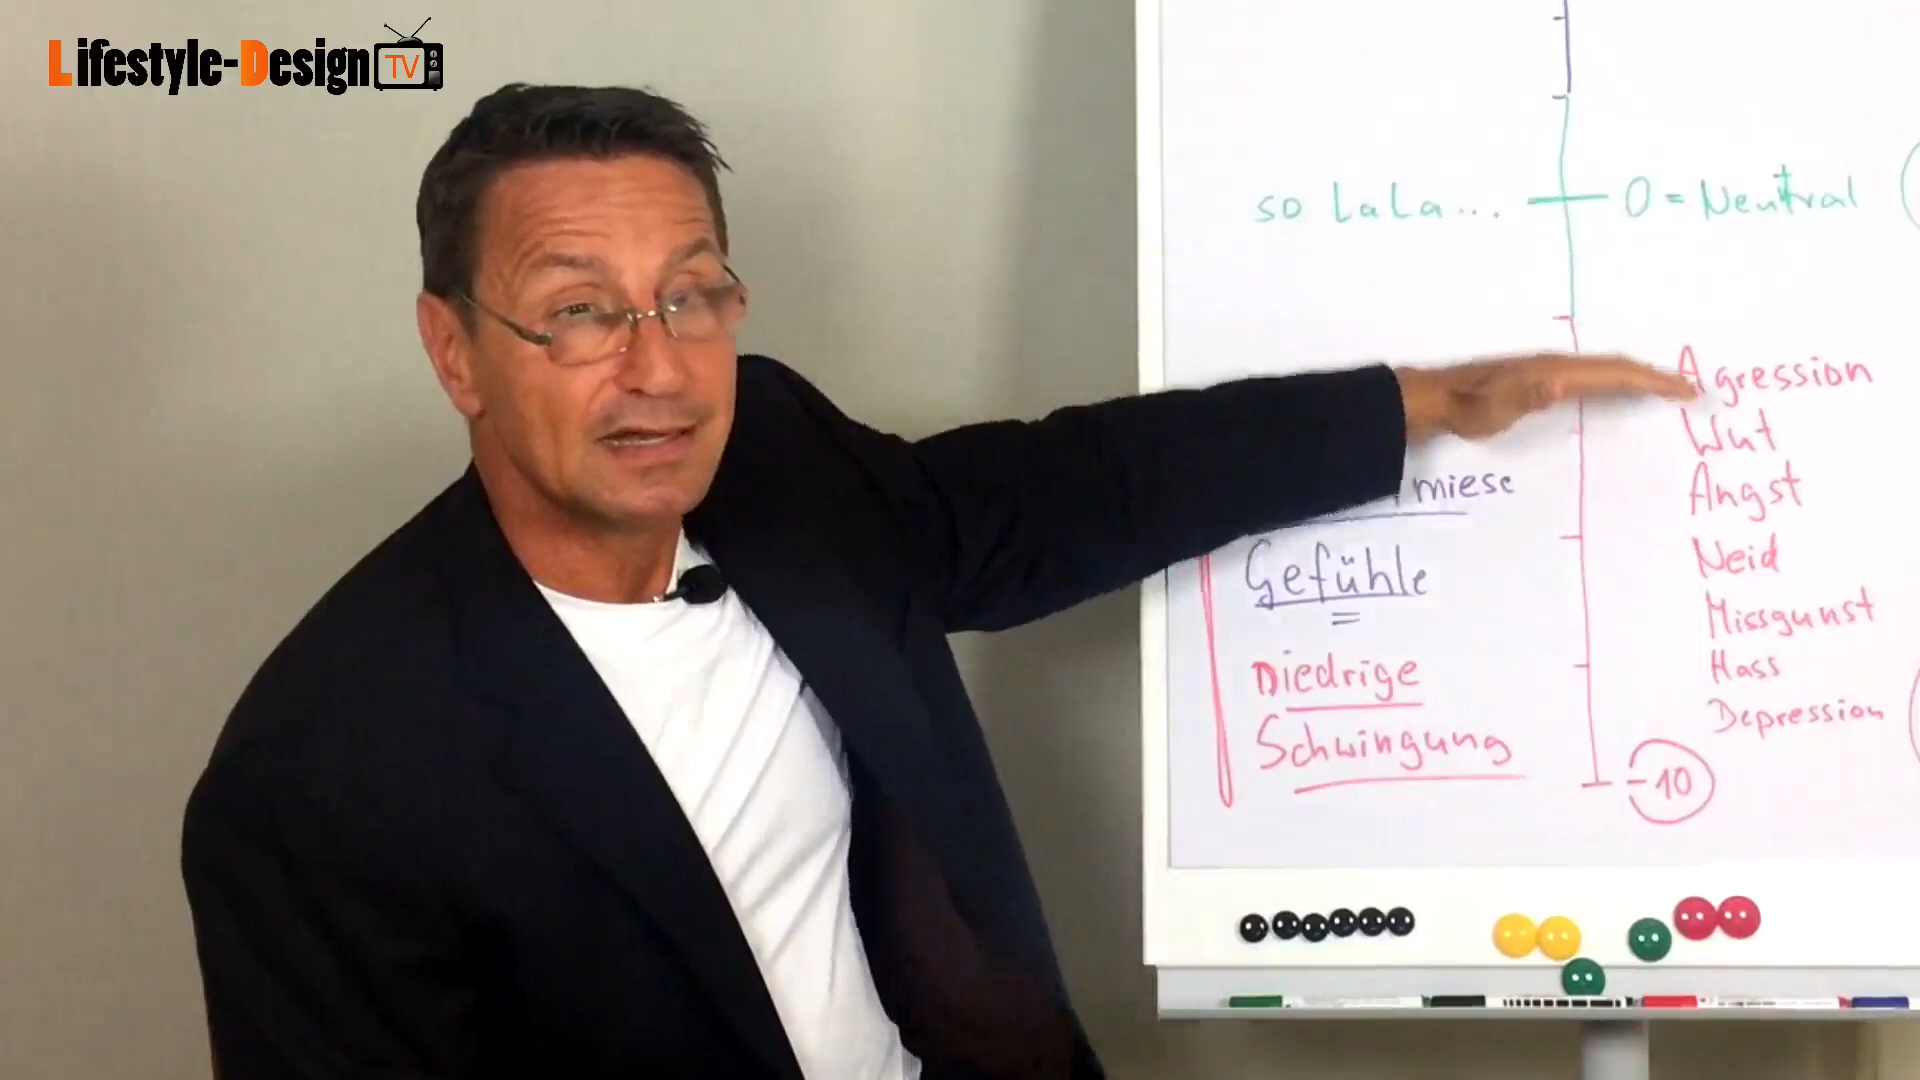 Lifestyle-Design TV
so LaLa... 0 = Neutral
Agression
Wut
miese
Angst
Gefühle
Neid
=
Missgunst
Niedrige
Hass
Schwingung
Depression
-10